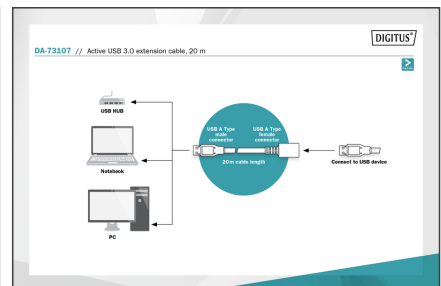 DIGITUS®
DA-73107 // Active USB 3.0 extension cable, 20 m
USB HUB
USB A Type male connector
USB A Type female connector
20 m cable length
Notebook
Connect to USB device
PC